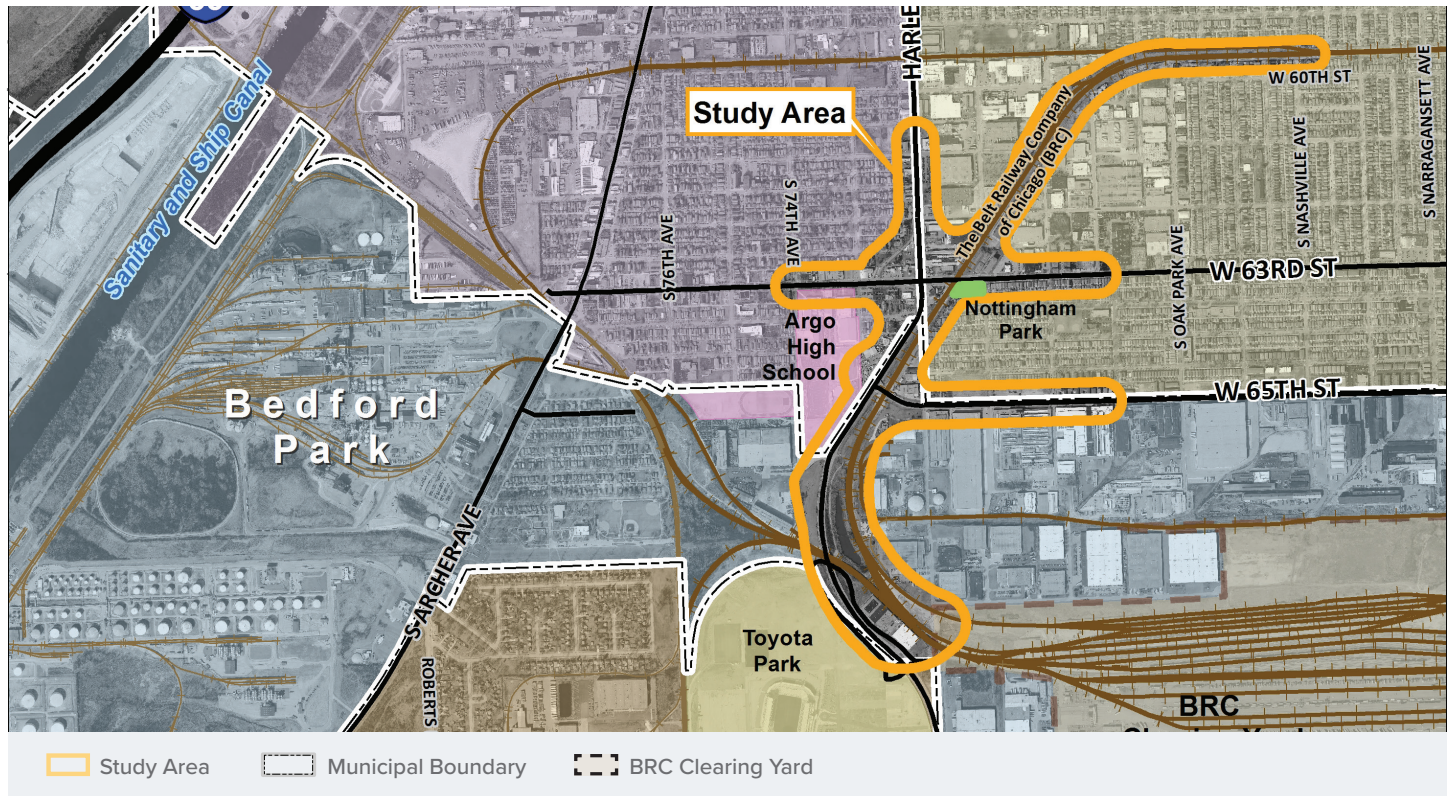 HARLE
W 60TH ST
Study Area
The Belt Railway Company
of Chicago (BRC)
S NASHVILLE AVE
S NARRAGANSETT AVE
Sanitary and Ship Canal
S 76TH AVE
S 74TH AVE
S OAK PARK AVE
W 63RD ST
Nottingham
Park
Argo
High
School
W 65TH ST
Bedford
Park
S ARCHER AVE
Toyota
Park
ROBERTS
BRC
Study Area
Municipal Boundary
BRC Clearing Yard